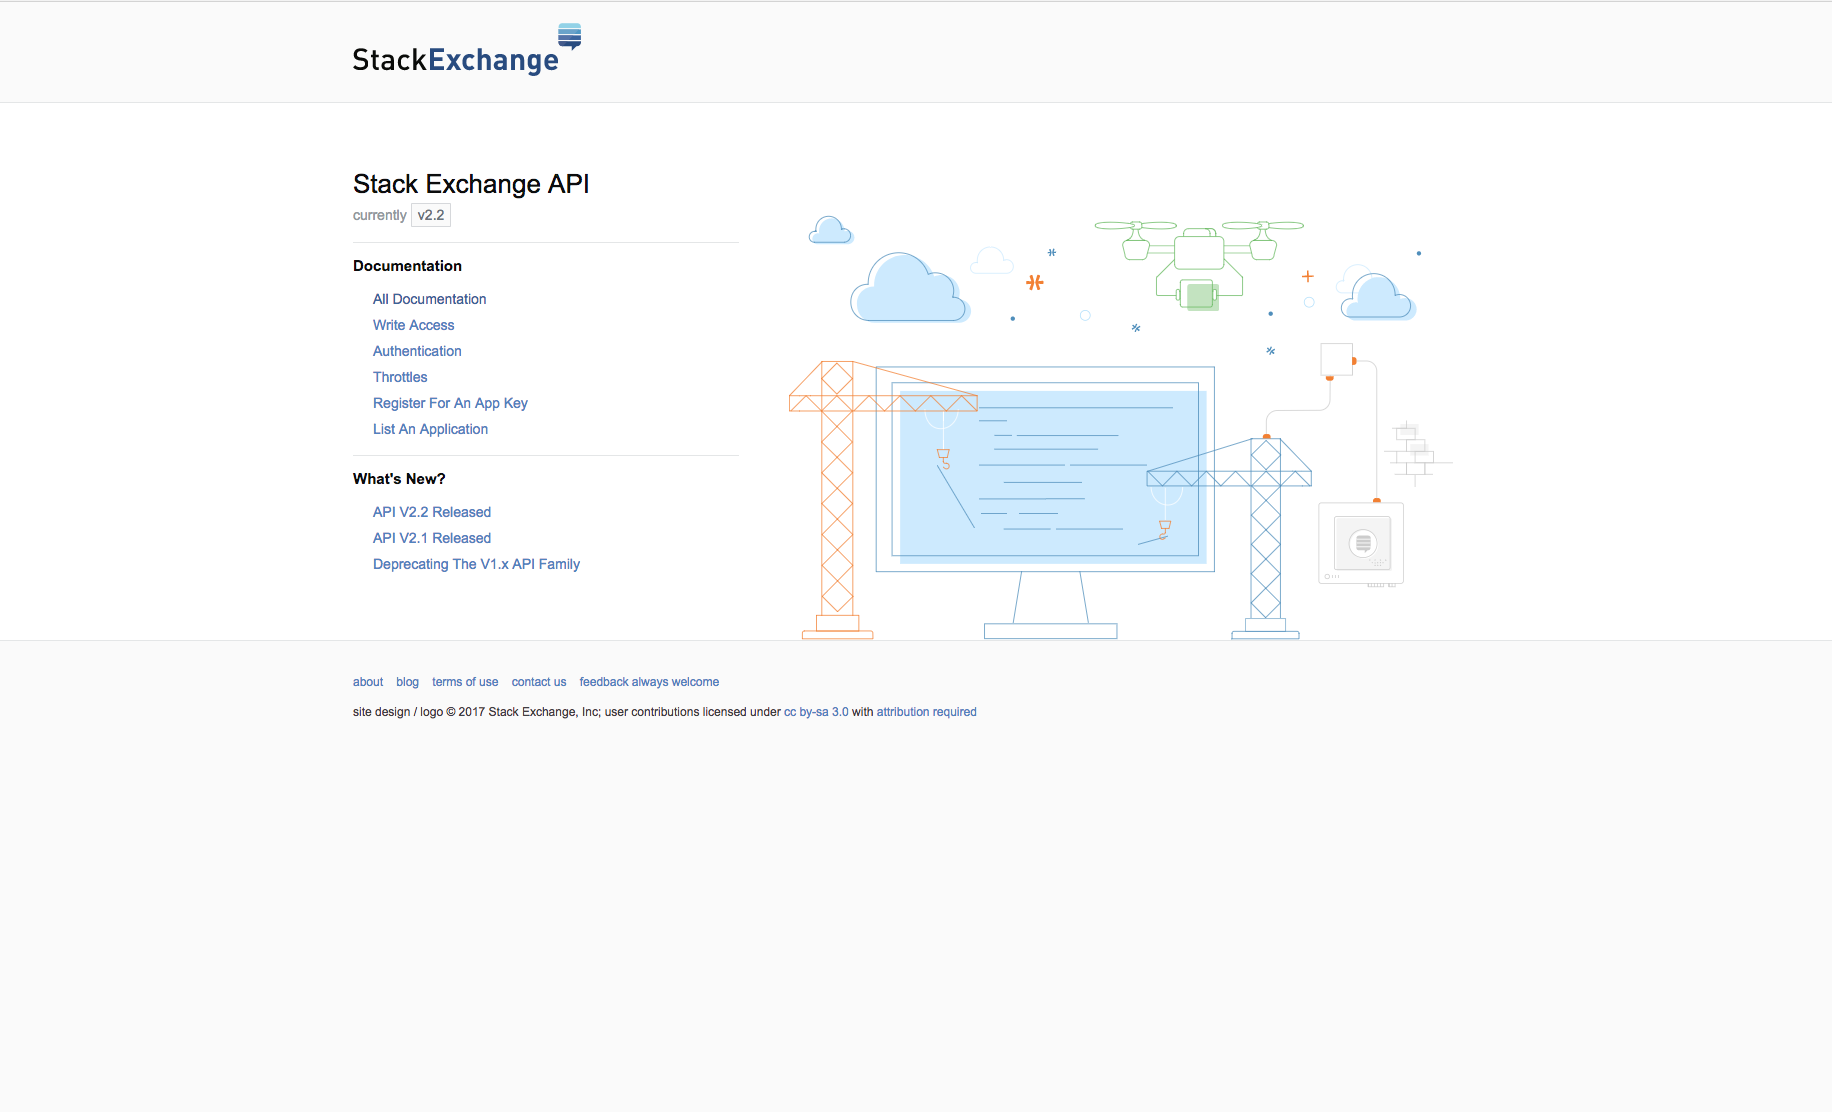 StackExchange
Stack Exchange API
currently v2.2
Documentation
All Documentation
Write Access
Authentication
Throttles
Register For An App Key
List An Application
What's New?
API V2.2 Released
API V2.1 Released
Deprecating The V1.x API Family
about blog terms of use contact us feedback always welcome
site design / logo © 2017 Stack Exchange, Inc; user contributions licensed under cc by-sa 3.0 with attribution required